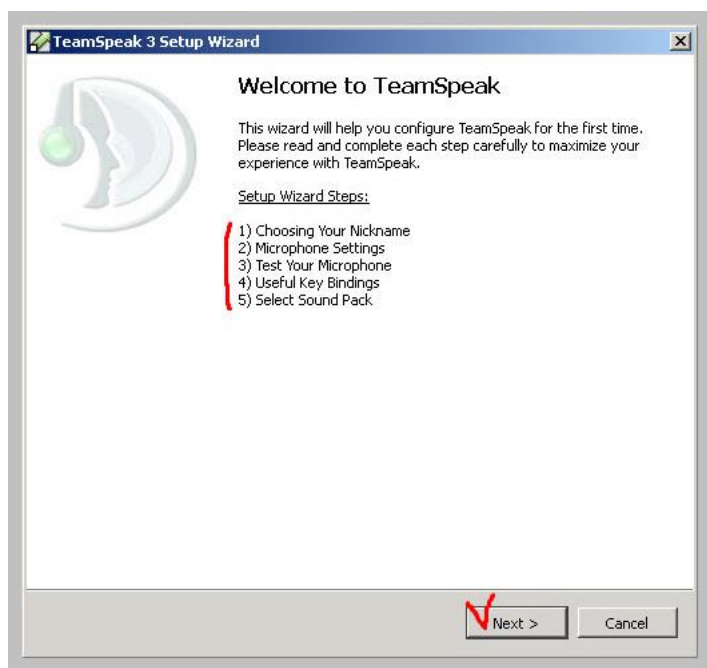 TeamSpeak 3 Setup Wizard
Welcome to TeamSpeak
This wizard will help you configure TeamSpeak for the first time.
Please read and complete each step carefully to maximize your
experience with TeamSpeak.
Setup Wizard Steps:
1) Choosing Your Nickname
2) Microphone Settings
3) Test Your Microphone
4) Useful Key Bindings
5) Select Sound Pack
Next >
Cancel